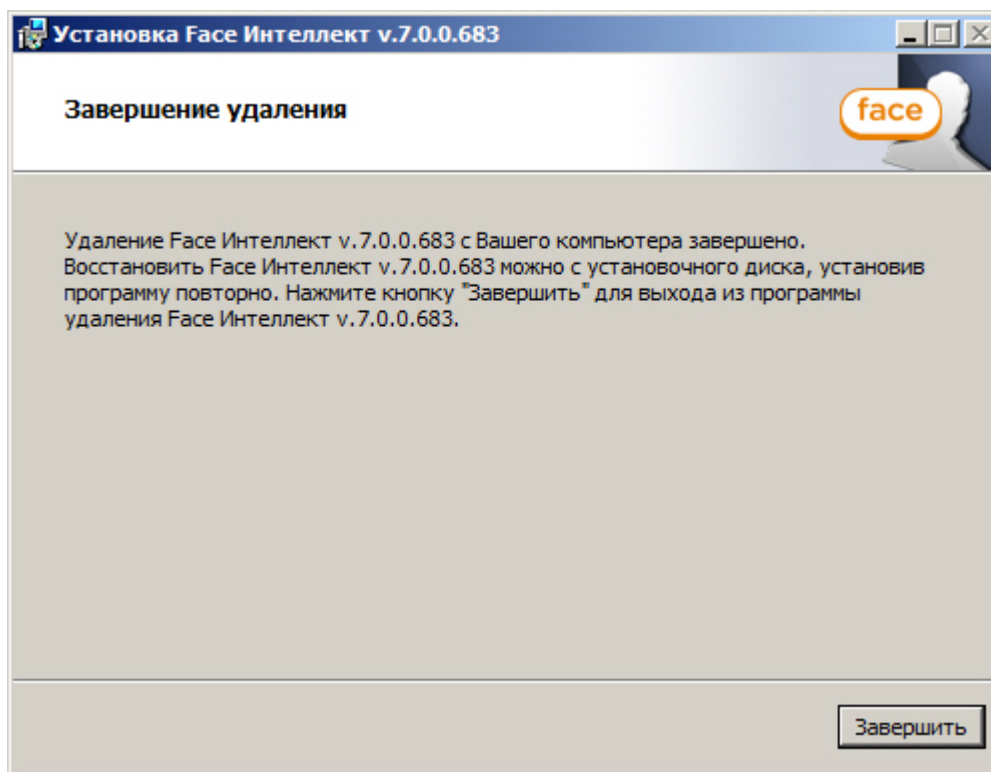 Установка Face Интеллект v.7.0.0.683
Завершение удаления
face
Удаление Face Интеллект v.7.0.0.683 с Вашего компьютера завершено.
Восстановить Face Интеллект v.7.0.0.683 можно с установочного диска, установив
программу повторно. Нажмите кнопку "Завершить" для выхода из программы
удаления Face Интеллект v.7.0.0.683.
Завершить